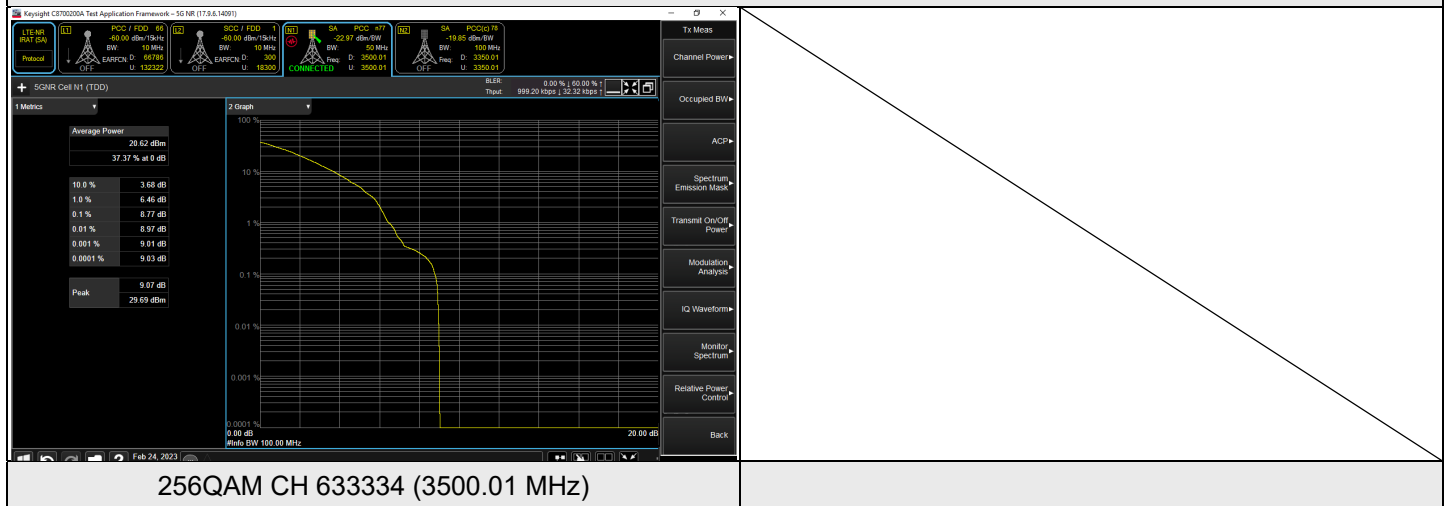 Keysight C8700200A Test Application Framework – 5G NR (17.9.6.14091)
LTE-NR
IRAT (SA)
Protocol
L1 PCC / FDD 66
-60.00 dBm/15kHz
BW: 10 MHz
EARFCN: D: 66786
U: 132322
OFF
L2 SCC / FDD 1
-60.00 dBm/15kHz
BW: 10 MHz
EARFCN: D: 300
U: 18300
OFF
N1 SA PCC n77
-22.97 dBm/BW
BW: 50 MHz
Freq: D: 3500.01
U: 3500.01
CONNECTED
N2 SA PCC(c) 78
-19.85 dBm/BW
BW: 100 MHz
Freq: D: 3350.01
U: 3350.01
OFF
5GNR Cell N1 (TDD)
BLER: 0.00 % ↓ 60.00 % ↑
Thput: 999.20 kbps ↓ 32.32 kbps ↑
1 Metrics
Average Power
20.62 dBm
37.37 % at 0 dB
10.0 % 3.68 dB
1.0 % 6.46 dB
0.1 % 8.77 dB
0.01 % 8.97 dB
0.001 % 9.01 dB
0.0001 % 9.03 dB
Peak 9.07 dB
29.69 dBm
2 Graph
100 %
10 %
1 %
0.1 %
0.01 %
0.001 %
0.0001 %
0.00 dB 20.00 dB
#Info BW 100.00 MHz
Tx Meas
Channel Power
Occupied BW
ACP
Spectrum
Emission Mask
Transmit On/Off
Power
Modulation
Analysis
IQ Waveform
Monitor
Spectrum
Relative Power
Control
Back
Feb 24, 2023
256QAM CH 633334 (3500.01 MHz)